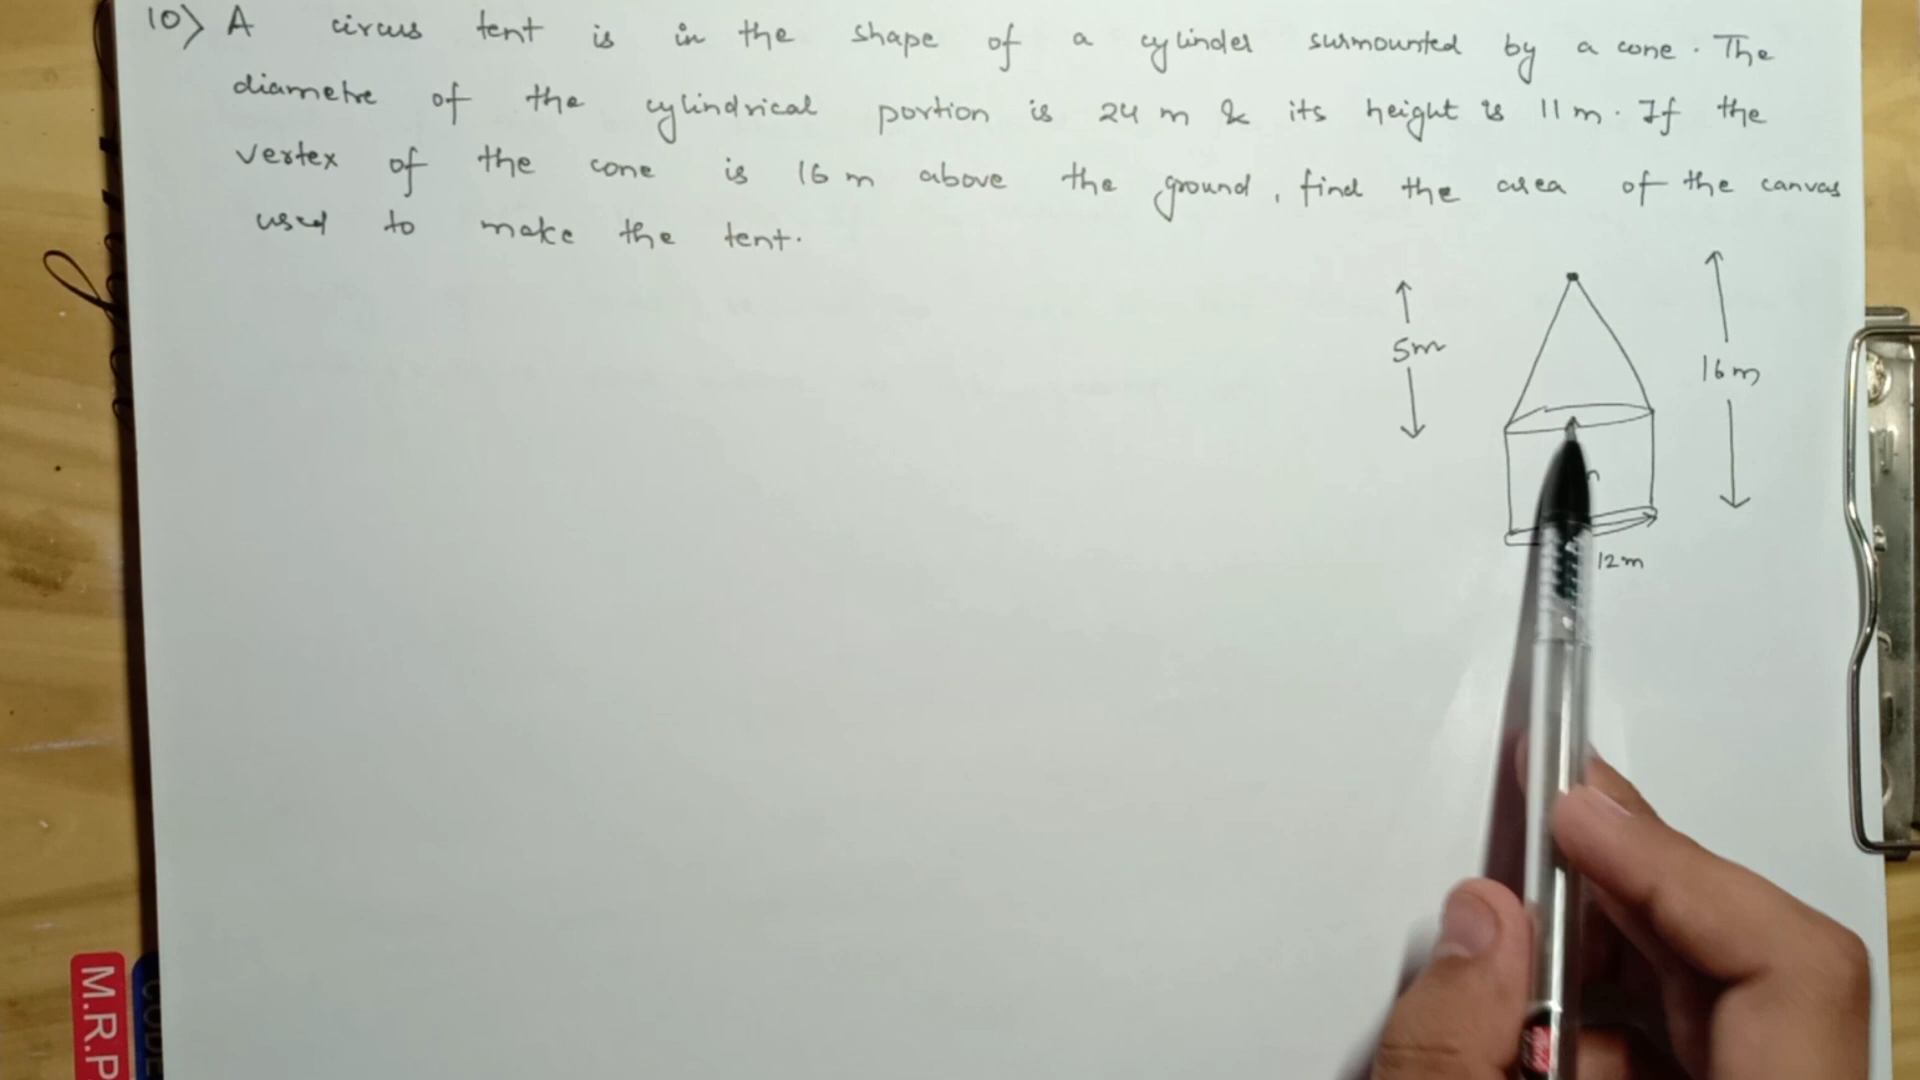 10) A circus tent is in the shape of a cylinder surmounted by a cone. The
diametre of the cylindrical portion is 24 m & its height is 11 m. If the
vertex of the cone is 16 m above the ground, find the area of the canvas
used to make the tent.
5m
16m
12m
M.R.P
CODE